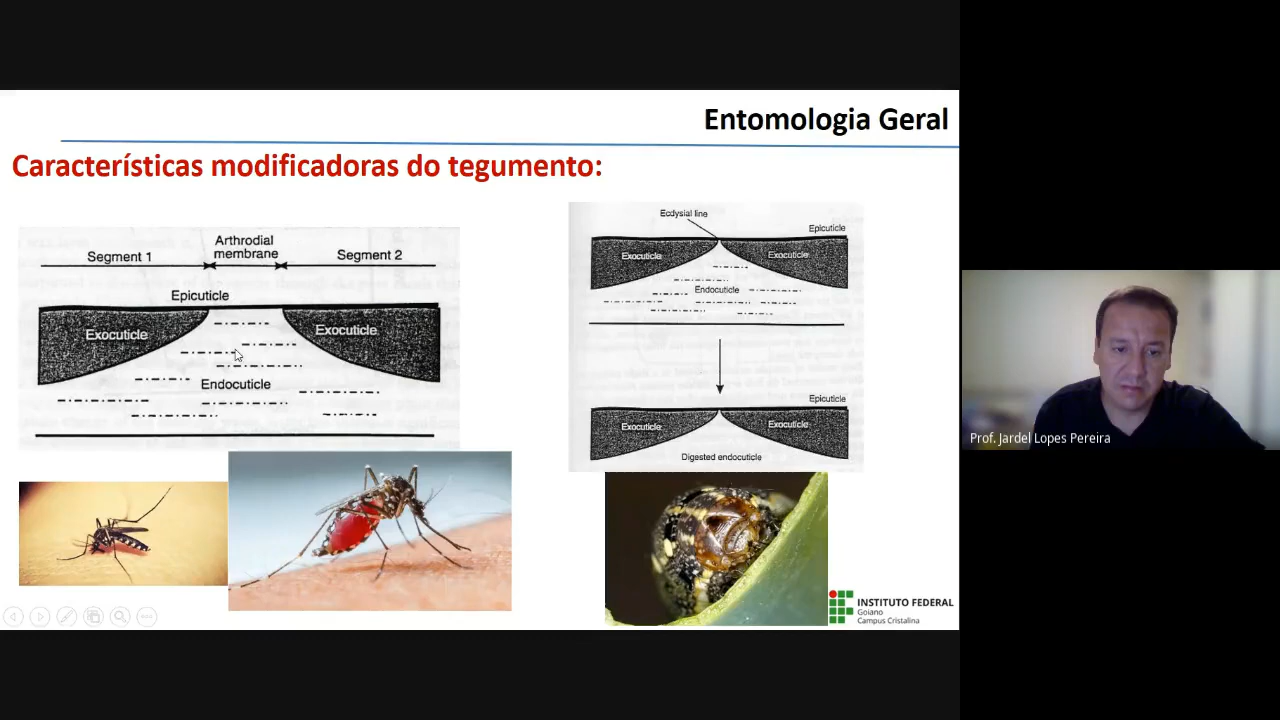 Entomologia Geral
Características modificadoras do tegumento:
Segment 1
Arthrodial
membrane
Segment 2
Epicuticle
Exocuticle
Exocuticle
Endocuticle
Ecdysial line
Epicuticle
Exocuticle
Exocuticle
Endocuticle
Epicuticle
Exocuticle
Exocuticle
Digested endocuticle
INSTITUTO FEDERAL
Goiano
Campus Cristalina
Prof. Jardel Lopes Pereira